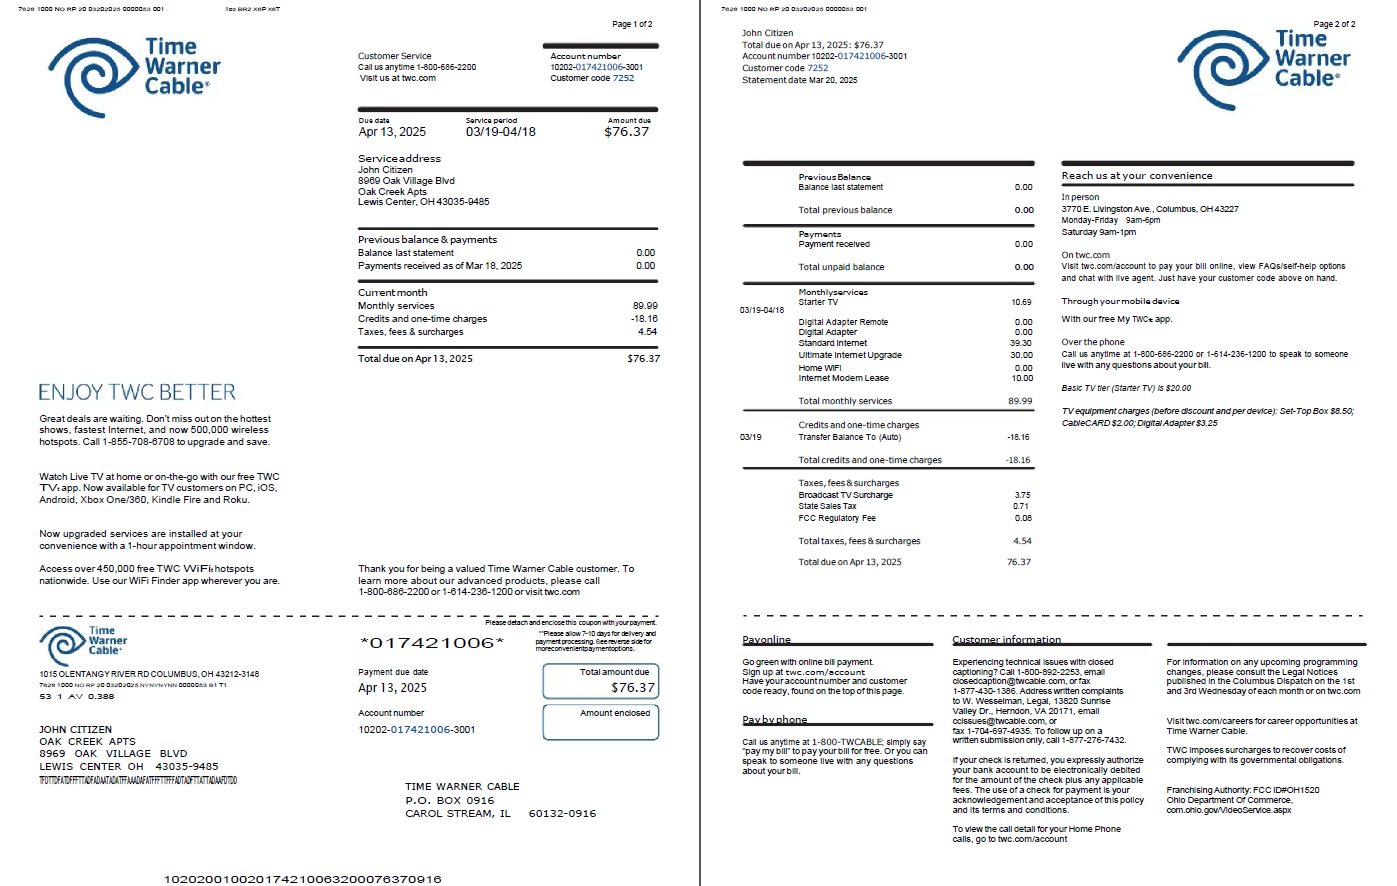 7628 1000 NO RP 20 03202025 0000053 001 1oz BR2 X6P X6T
Page 1 of 2
Time
Warner
Cable®
Customer Service
Call us anytime 1-800-686-2200
Visit us at twc.com
Account number
10202-017421006-3001
Customer code 7252
Due date Service period Amount due
Apr 13, 2025 03/19-04/18 $76.37
Service address
John Citizen
8969 Oak Village Blvd
Oak Creek Apts
Lewis Center, OH 43035-9485
Previous balance & payments
Balance last statement 0.00
Payments received as of Mar 18, 2025 0.00
Current month
Monthly services 89.99
Credits and one-time charges -18.16
Taxes, fees & surcharges 4.54
Total due on Apr 13, 2025 $76.37
ENJOY TWC BETTER
Great deals are waiting. Don't miss out on the hottest
shows, fastest Internet, and now 500,000 wireless
hotspots. Call 1-855-708-6708 to upgrade and save.
Watch Live TV at home or on-the-go with our free TWC
TV® app. Now available for TV customers on PC, iOS,
Android, Xbox One/360, Kindle Fire and Roku.
Now upgraded services are installed at your
convenience with a 1-hour appointment window.
Access over 450,000 free TWC WiFi® hotspots
nationwide. Use our WiFi Finder app wherever you are.
Thank you for being a valued Time Warner Cable customer. To
learn more about our advanced products, please call
1-800-686-2200 or 1-614-236-1200 or visit twc.com
Please detach and enclose this coupon with your payment.
Time
Warner
Cable®
*017421006*
**Please allow 7-10 days for delivery and
payment processing. See reverse side for
more convenient payment options.
1015 OLENTANGY RIVER RD COLUMBUS, OH 43212-3148
7628 1000 NO RP 20 03202025 NYNYNYNN 0000053 S1 T1
S3 1 AV 0.388
Payment due date
Apr 13, 2025
Total amount due
$76.37
Account number
10202-017421006-3001
Amount enclosed
JOHN CITIZEN
OAK CREEK APTS
8969 OAK VILLAGE BLVD
LEWIS CENTER OH 43035-9485
TIME WARNER CABLE
P.O. BOX 0916
CAROL STREAM, IL 60132-0916
102020010020174210063200076370916
7628 1000 NO RP 20 03202025 0000053 001
Page 2 of 2
John Citizen
Total due on Apr 13, 2025: $76.37
Account number 10202-017421006-3001
Customer code 7252
Statement date Mar 20, 2025
Time
Warner
Cable®
Previous Balance
Balance last statement 0.00
Total previous balance 0.00
Payments
Payment received 0.00
Total unpaid balance 0.00
Monthly services
Starter TV 10.69
03/19-04/18
Digital Adapter Remote 0.00
Digital Adapter 0.00
Standard Internet 39.30
Ultimate Internet Upgrade 30.00
Home WIFI 0.00
Internet Modem Lease 10.00
Total monthly services 89.99
Credits and one-time charges
03/19 Transfer Balance To (Auto) -18.16
Total credits and one-time charges -18.16
Taxes, fees & surcharges
Broadcast TV Surcharge 3.75
State Sales Tax 0.71
FCC Regulatory Fee 0.08
Total taxes, fees & surcharges 4.54
Total due on Apr 13, 2025 76.37
Reach us at your convenience
In person
3770 E. Livingston Ave., Columbus, OH 43227
Monday-Friday 9am-6pm
Saturday 9am-1pm
On twc.com
Visit twc.com/account to pay your bill online, view FAQs/self-help options
and chat with live agent. Just have your customer code above on hand.
Through your mobile device
With our free My TWC® app.
Over the phone
Call us anytime at 1-800-686-2200 or 1-614-236-1200 to speak to someone
live with any questions about your bill.
Basic TV tier (Starter TV) is $20.00
TV equipment charges (before discount and per device): Set-Top Box $8.50;
CableCARD $2.00; Digital Adapter $3.25
Pay online
Go green with online bill payment.
Sign up at twc.com/account
Have your account number and customer
code ready, found on the top of this page.
Pay by phone
Call us anytime at 1-800-TWCABLE; simply say
"pay my bill" to pay your bill for free. Or you can
speak to someone live with any questions
about your bill.
Customer information
Experiencing technical issues with closed
captioning? Call 1-800-892-2253, email
closedcaption@twcable.com, or fax
1-877-430-1386. Address written complaints
to W. Wesselman, Legal, 13820 Sunrise
Valley Dr., Herndon, VA 20171, email
ccissues@twcable.com, or
fax 1-704-697-4935. To follow up on a
written submission only, call 1-877-276-7432.
If your check is returned, you expressly authorize
your bank account to be electronically debited
for the amount of the check plus any applicable
fees. The use of a check for payment is your
acknowledgement and acceptance of this policy
and its terms and conditions.
To view the call detail for your Home Phone
calls, go to twc.com/account
For information on any upcoming programming
changes, please consult the Legal Notices
published in the Columbus Dispatch on the 1st
and 3rd Wednesday of each month or on twc.com
Visit twc.com/careers for career opportunities at
Time Warner Cable.
TWC imposes surcharges to recover costs of
complying with its governmental obligations.
Franchising Authority: FCC ID#OH1520
Ohio Department Of Commerce,
com.ohio.gov/VideoService.aspx